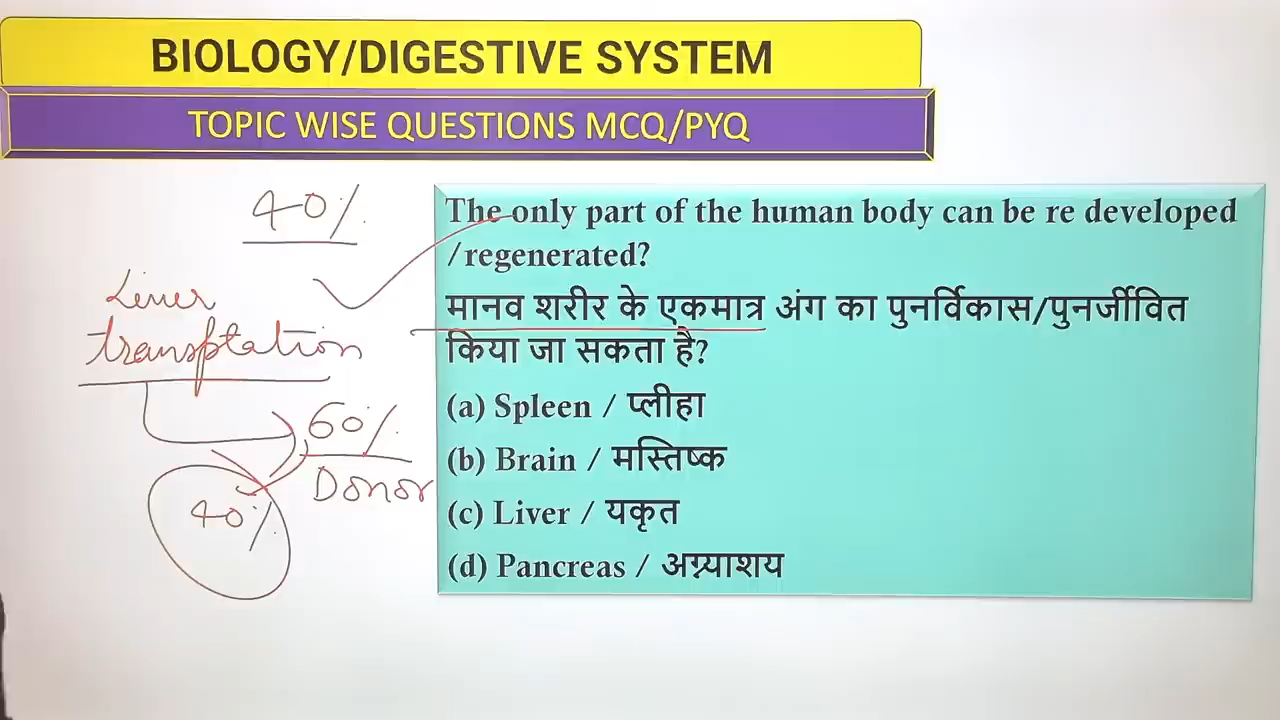 BIOLOGY/DIGESTIVE SYSTEM
TOPIC WISE QUESTIONS MCQ/PYQ
40%
Liver
transptation
60%
Donor
40%
The only part of the human body can be re developed
/regenerated?
मानव शरीर के एकमात्र अंग का पुनर्विकास/पुनर्जीवित
किया जा सकता है?
(a) Spleen / प्लीहा
(b) Brain / मस्तिष्क
(c) Liver / यकृत
(d) Pancreas / अग्न्याशय